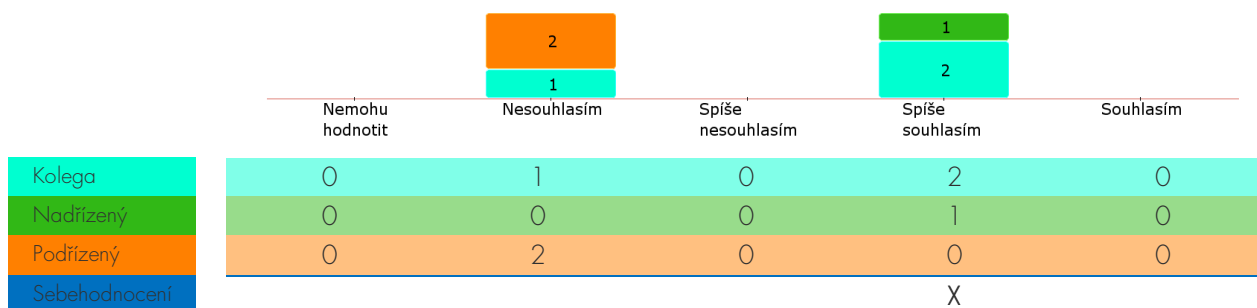 2
1
1
2
Nemohu hodnotit
Nesouhlasím
Spíše nesouhlasím
Spíše souhlasím
Souhlasím
Kolega 0 1 0 2 0
Nadřízený 0 0 0 1 0
Podřízený 0 2 0 0 0
Sebehodnocení X